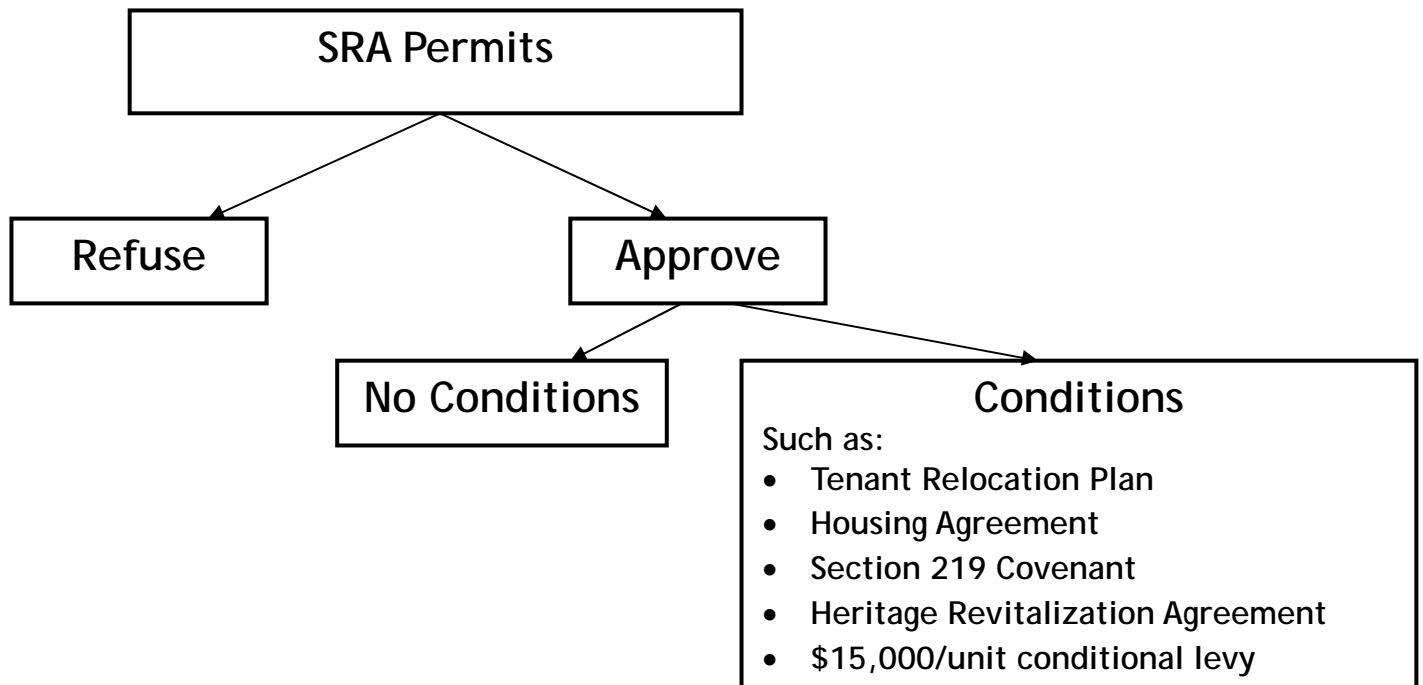 SRA Permits
Refuse
Approve
No Conditions
Conditions
Such as:
• Tenant Relocation Plan
• Housing Agreement
• Section 219 Covenant
• Heritage Revitalization Agreement
• $15,000/unit conditional levy